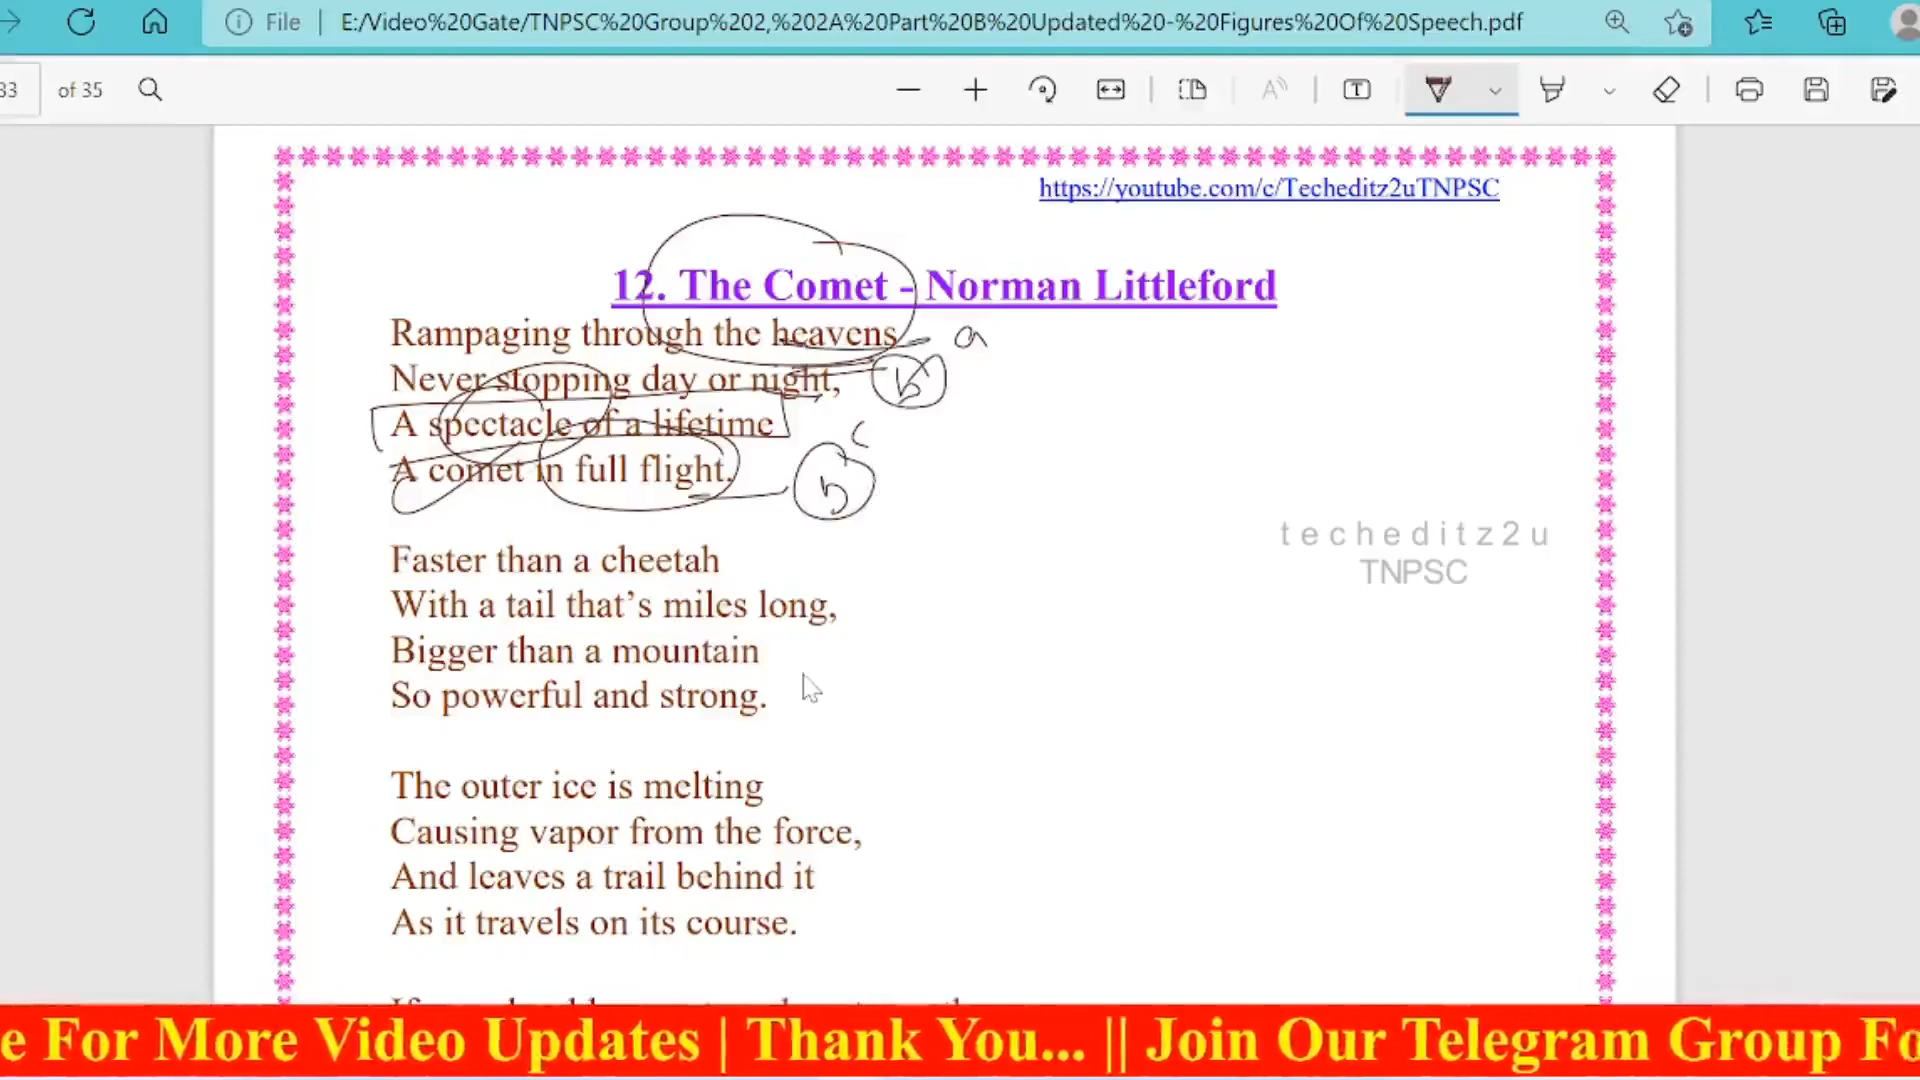 File
E:/Video%20Gate/TNPSC%20Group%202,%202A%20Part%20B%20Updated%20-%20Figures%20Of%20Speech.pdf
33 of 35
https://youtube.com/c/Techeditz2uTNPSC
12. The Comet - Norman Littleford
Rampaging through the heavens a
Never stopping day or night, b
A spectacle of a lifetime c
A comet in full flight. b
Faster than a cheetah
With a tail that's miles long,
Bigger than a mountain
So powerful and strong.
techeditz2u
TNPSC
The outer ice is melting
Causing vapor from the force,
And leaves a trail behind it
As it travels on its course.
e For More Video Updates | Thank You... || Join Our Telegram Group Fo